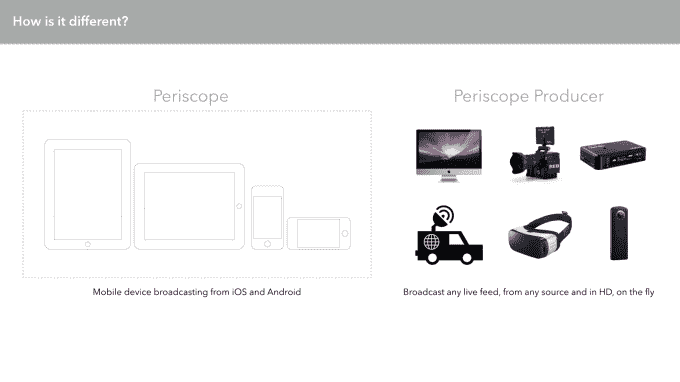 How is it different?
Periscope
Periscope Producer
RED
Mobile device broadcasting from iOS and Android
Broadcast any live feed, from any source and in HD, on the fly